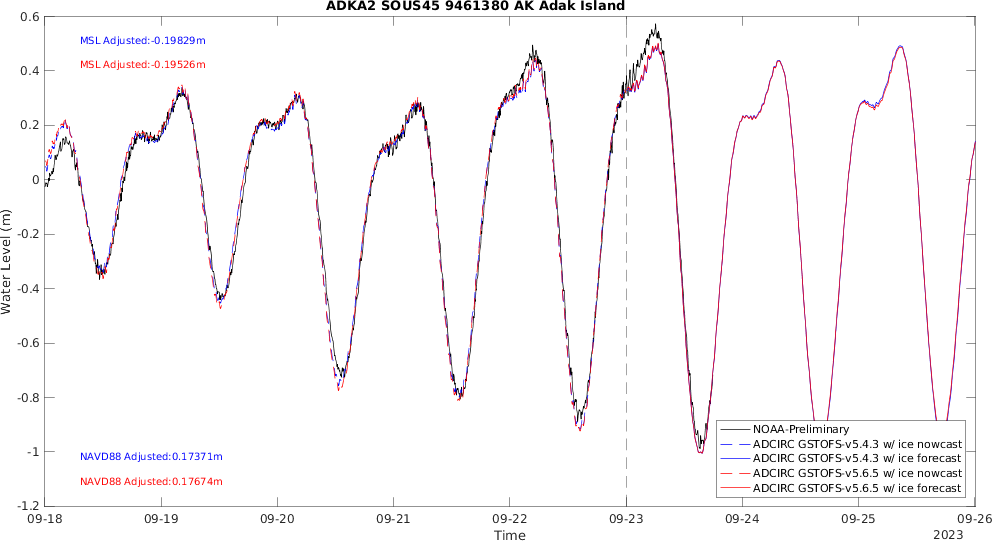 ADKA2 SOUS45 9461380 AK Adak Island
0.6
0.4
0.2
0
-0.2
-0.4
-0.6
-0.8
-1
-1.2
Water Level (m)
MSL Adjusted:-0.19829m
MSL Adjusted:-0.19526m
NAVD88 Adjusted:0.17371m
NAVD88 Adjusted:0.17674m
NOAA-Preliminary
ADCIRC GSTOFS-v5.4.3 w/ ice nowcast
ADCIRC GSTOFS-v5.4.3 w/ ice forecast
ADCIRC GSTOFS-v5.6.5 w/ ice nowcast
ADCIRC GSTOFS-v5.6.5 w/ ice forecast
09-18 09-19 09-20 09-21 09-22 09-23 09-24 09-25 09-26
Time
2023